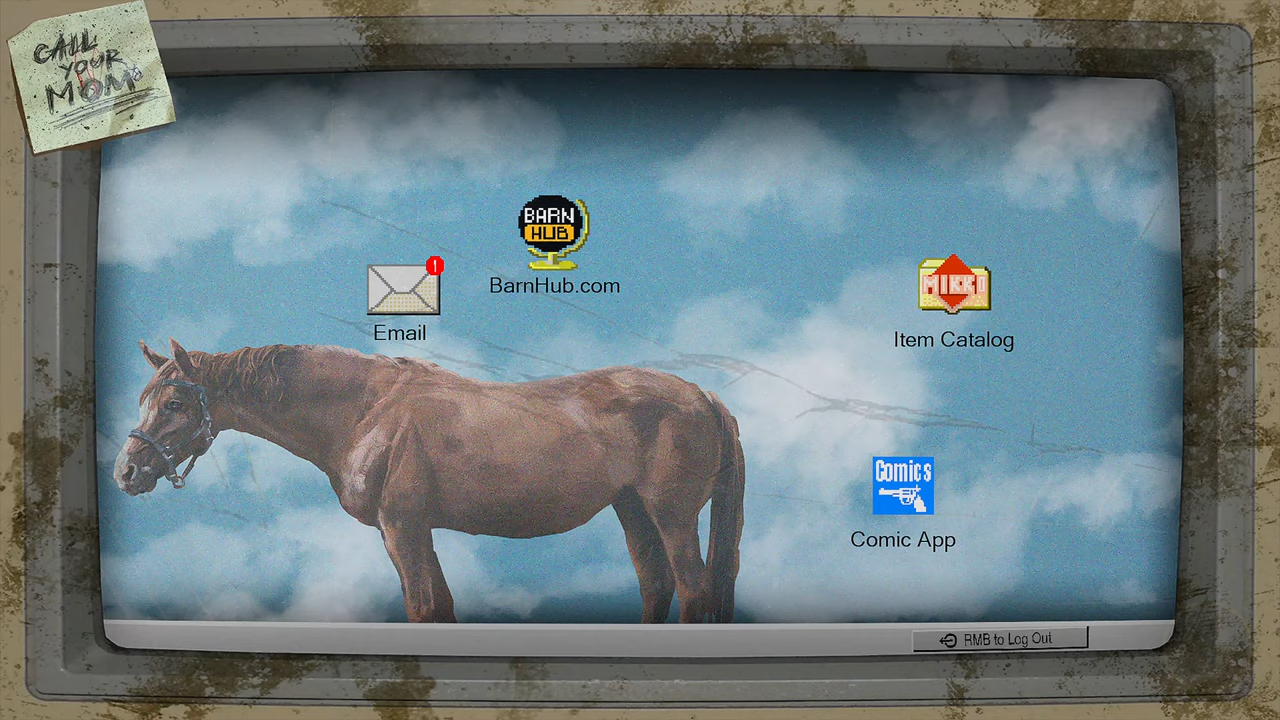 CALL
YOUR
MOM
BARN
HUB
BarnHub.com
!
Email
MIKKO
Item Catalog
Comics
Comic App
RMB to Log Out